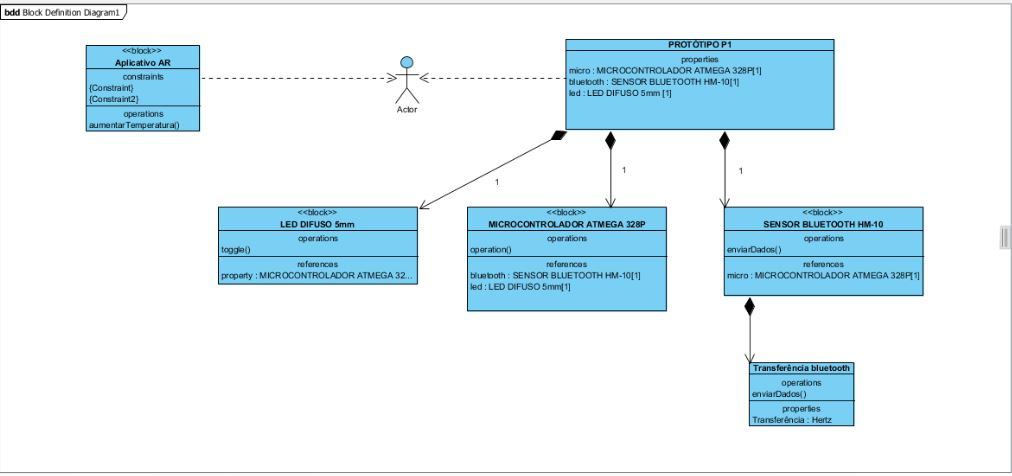 bdd Block Definition Diagram1
<<block>>
Aplicativo AR
constraints
{Constraint}
{Constraint2}
operations
aumentarTemperatura()
Actor
PROTÓTIPO P1
properties
micro : MICROCONTROLADOR ATMEGA 328P[1]
bluetooth : SENSOR BLUETOOTH HM-10[1]
led : LED DIFUSO 5mm [1]
1
1
1
<<block>>
LED DIFUSO 5mm
operations
toggle()
references
property : MICROCONTROLADOR ATMEGA 32...
<<block>>
MICROCONTROLADOR ATMEGA 328P
operations
operation()
references
bluetooth : SENSOR BLUETOOTH HM-10[1]
led : LED DIFUSO 5mm[1]
<<block>>
SENSOR BLUETOOTH HM-10
operations
enviarDados()
references
micro : MICROCONTROLADOR ATMEGA 328P[1]
Transferência bluetooth
operations
enviarDados()
properties
Transferência : Hertz